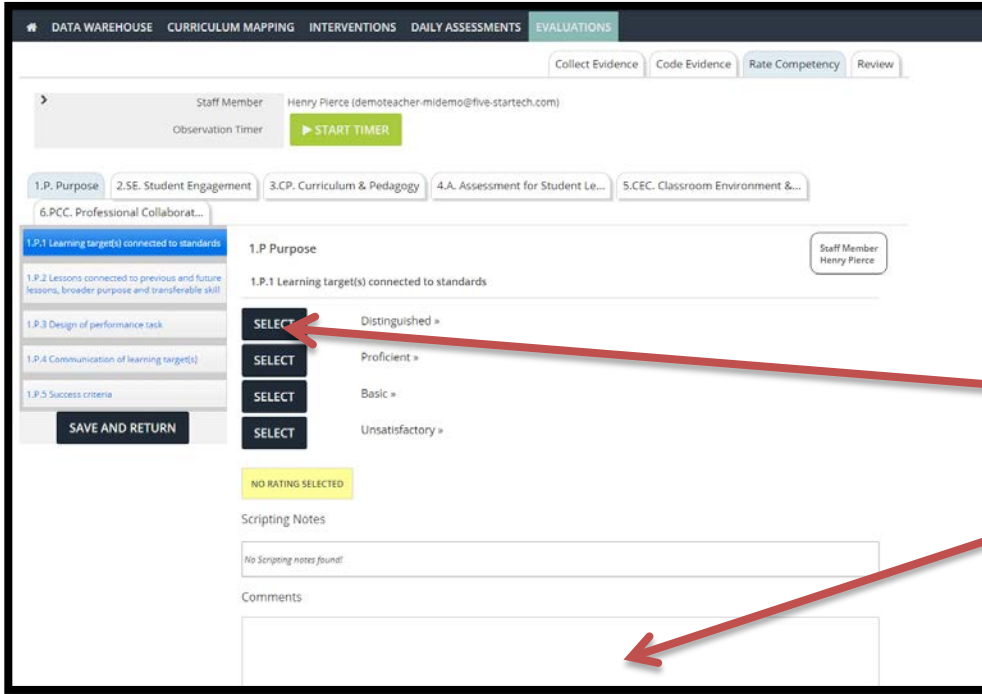 DATA WAREHOUSE CURRICULUM MAPPING INTERVENTIONS DAILY ASSESSMENTS EVALUATIONS
Collect Evidence Code Evidence Rate Competency Review
Staff Member Henry Pierce (demoteacher-midemo@five-startech.com)
Observation Timer START TIMER
1.P. Purpose 2.SE. Student Engagement 3.CP. Curriculum & Pedagogy 4.A. Assessment for Student Le... 5.CEC. Classroom Environment &...
6.PCC. Professional Collaborat...
1.P.1 Learning target(s) connected to standards
1.P.2 Lessons connected to previous and future
lessons, broader purpose and transferable skill
1.P.3 Design of performance task
1.P.4 Communication of learning target(s)
1.P.5 Success criteria
SAVE AND RETURN
1.P Purpose
Staff Member
Henry Pierce
1.P.1 Learning target(s) connected to standards
SELECT Distinguished »
SELECT Proficient »
SELECT Basic »
SELECT Unsatisfactory »
NO RATING SELECTED
Scripting Notes
No Scripting notes found!
Comments